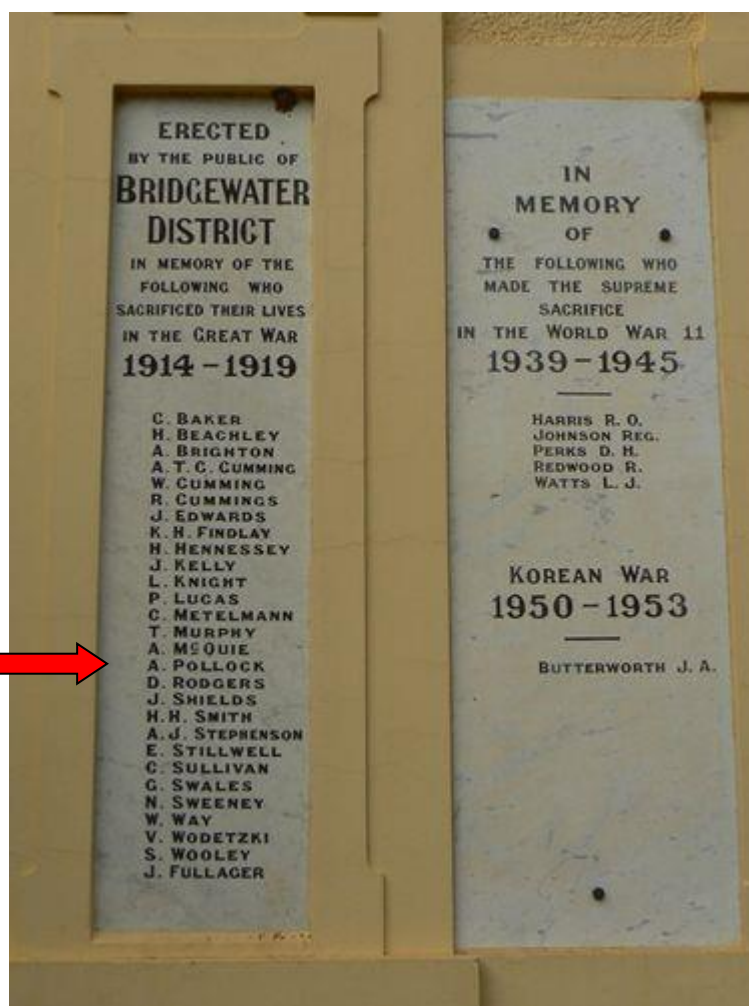 ERECTED
BY THE PUBLIC OF
BRIDGEWATER
DISTRICT
IN MEMORY OF THE
FOLLOWING WHO
SACRIFICED THEIR LIVES
IN THE GREAT WAR
1914-1919
C. BAKER
H. BEACHLEY
A. BRIGHTON
A.T.C. CUMMING
W. CUMMING
R. CUMMINGS
J. EDWARDS
K.H. FINDLAY
H. HENNESSEY
J. KELLY
L. KNIGHT
P. LUCAS
C. METELMANN
T. MURPHY
A. McQUIE
A. POLLOCK
D. RODGERS
J. SHIELDS
H.H. SMITH
A.J. STEPHENSON
E. STILLWELL
C. SULLIVAN
G. SWALES
N. SWEENEY
W. WAY
V. WODETZKI
S. WOOLEY
J. FULLAGER
IN
MEMORY
OF
THE FOLLOWING WHO
MADE THE SUPREME
SACRIFICE
IN THE WORLD WAR 11
1939-1945
HARRIS R. O.
JOHNSON REG.
PERKS D. H.
REDWOOD R.
WATTS L. J.
KOREAN WAR
1950-1953
BUTTERWORTH J. A.